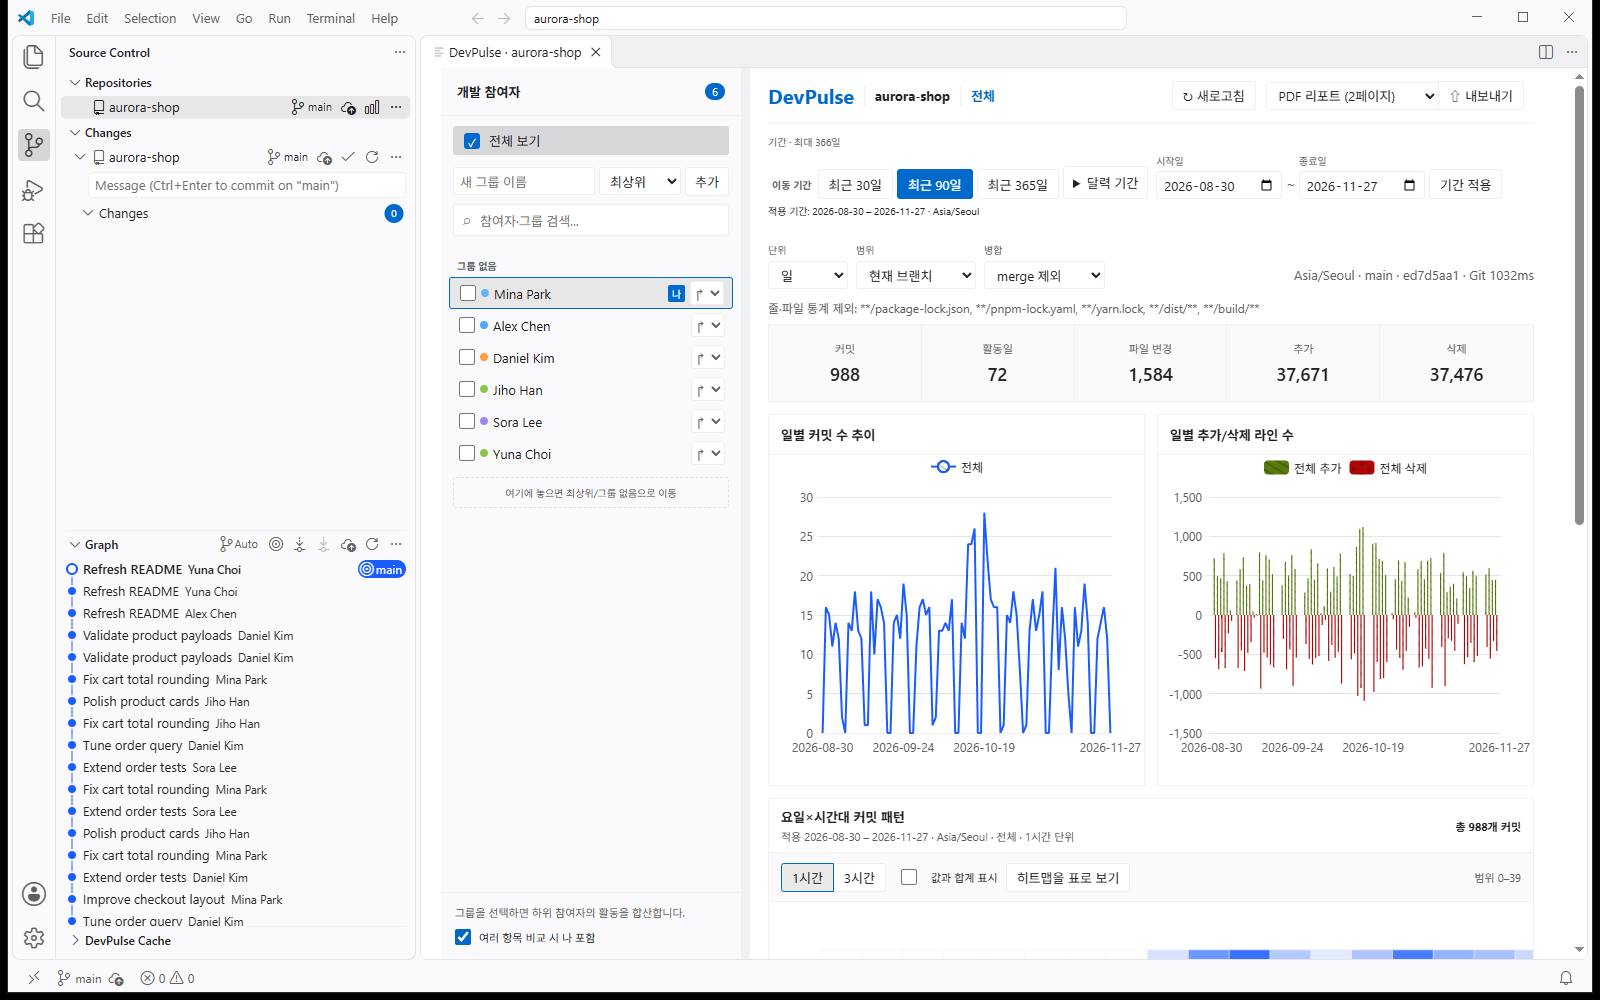 File Edit Selection View Go Run Terminal Help
aurora-shop
Source Control
Repositories
aurora-shop main
Changes
aurora-shop main
Message (Ctrl+Enter to commit on "main")
Changes 0
Graph Auto
Refresh README Yuna Choi main
Refresh README Yuna Choi
Refresh README Alex Chen
Validate product payloads Daniel Kim
Validate product payloads Daniel Kim
Fix cart total rounding Mina Park
Polish product cards Jiho Han
Fix cart total rounding Jiho Han
Tune order query Daniel Kim
Extend order tests Sora Lee
Fix cart total rounding Mina Park
Extend order tests Sora Lee
Polish product cards Jiho Han
Fix cart total rounding Mina Park
Extend order tests Daniel Kim
Improve checkout layout Mina Park
Tune order query Daniel Kim
DevPulse Cache
DevPulse · aurora-shop
개발 참여자 6
전체 보기
새 그룹 이름 최상위 추가
참여자·그룹 검색...
그룹 없음
Mina Park 나
Alex Chen
Daniel Kim
Jiho Han
Sora Lee
Yuna Choi
여기에 놓으면 최상위/그룹 없음으로 이동
그룹을 선택하면 하위 참여자의 활동을 합산합니다.
여러 항목 비교 시 나 포함
DevPulse aurora-shop 전체
새로고침 PDF 리포트 (2페이지) 내보내기
기간 · 최대 366일
시작일 종료일
이동 기간 최근 30일 최근 90일 최근 365일 달력 기간 2026-08-30 ~ 2026-11-27 기간 적용
적용 기간: 2026-08-30 – 2026-11-27 · Asia/Seoul
단위 범위 병합
일 현재 브랜치 merge 제외
Asia/Seoul · main · ed7d5aa1 · Git 1032ms
줄·파일 통계 제외: **/package-lock.json, **/pnpm-lock.yaml, **/yarn.lock, **/dist/**, **/build/**
커밋 활동일 파일 변경 추가 삭제
988 72 1,584 37,671 37,476
일별 커밋 수 추이
전체
30
25
20
15
10
5
0
2026-08-30 2026-09-24 2026-10-19 2026-11-27
일별 추가/삭제 라인 수
전체 추가 전체 삭제
1,500
1,000
500
0
-500
-1,000
-1,500
2026-08-30 2026-09-24 2026-10-19 2026-11-27
요일×시간대 커밋 패턴
적용 2026-08-30 – 2026-11-27 · Asia/Seoul · 전체 · 1시간 단위
총 988개 커밋
1시간 3시간 값과 합계 표시 히트맵을 표로 보기
범위 0–39
main 0 0